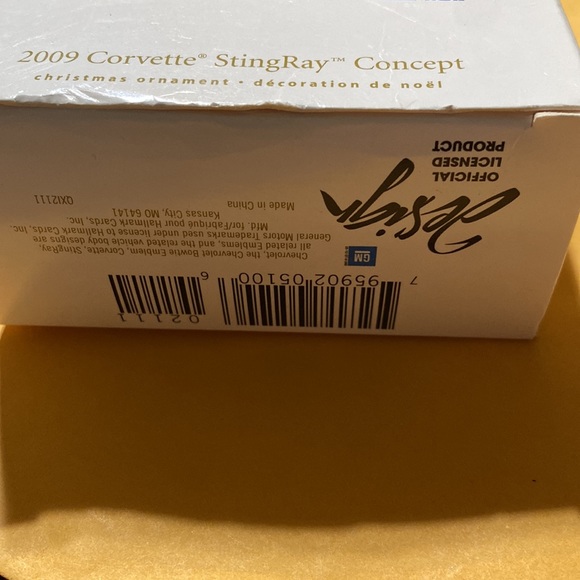 2009 Corvette® StingRay™ Concept
christmas ornament • décoration de noël
design
OFFICIAL
LICENSED
PRODUCT
GM
Chevrolet, the Chevrolet Bowtie Emblem, Corvette, StingRay,
all related Emblems, and the related vehicle body designs are
General Motors Trademarks used under license to Hallmark Cards, Inc.
Mfd. for/Fabriqué pour Hallmark Cards, Inc.
Kansas City, MO 64141
Made in China
QXI2111
7 95902 05100 6
02111